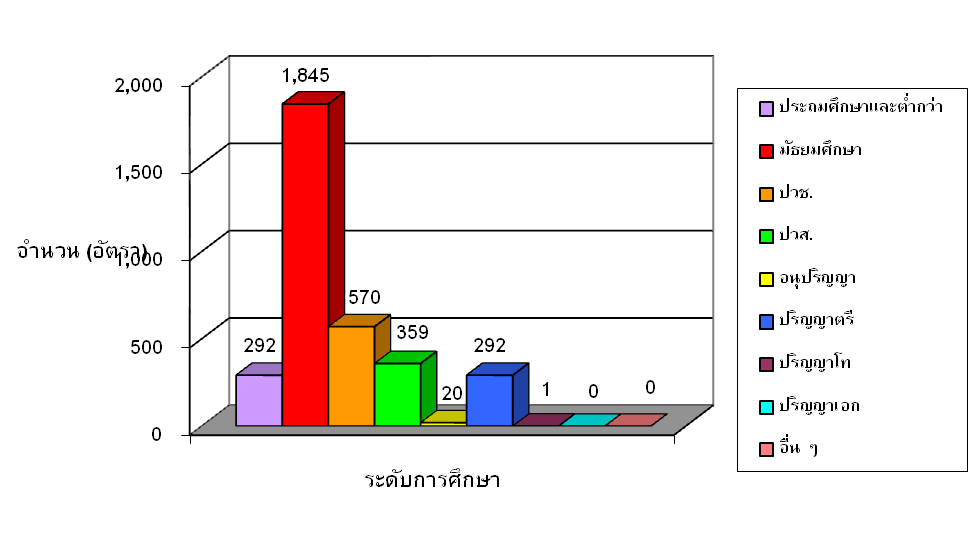 2,000
1,500
1,000
500
0
จำนวน (อัตรา)
1,845
570
359
292
20
292
1
0
0
ระดับการศึกษา
ประถมศึกษาและต่ำกว่า
มัธยมศึกษา
ปวช.
ปวส.
อนุปริญญา
ปริญญาตรี
ปริญญาโท
ปริญญาเอก
อื่น ๆ